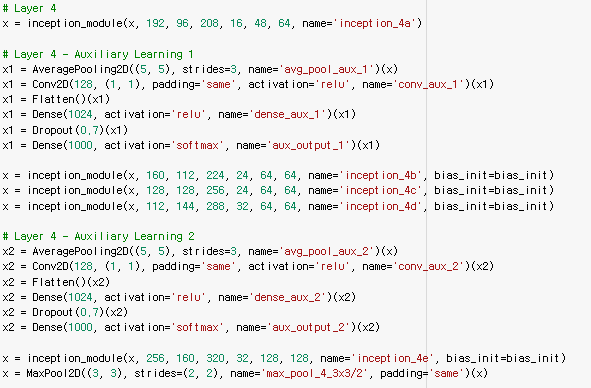 # Layer 4
x = inception_module(x, 192, 96, 208, 16, 48, 64, name='inception_4a')
# Layer 4 - Auxiliary Learning 1
x1 = AveragePooling2D((5, 5), strides=3, name='avg_pool_aux_1')(x)
x1 = Conv2D(128, (1, 1), padding='same', activation='relu', name='conv_aux_1')(x1)
x1 = Flatten()(x1)
x1 = Dense(1024, activation='relu', name='dense_aux_1')(x1)
x1 = Dropout(0.7)(x1)
x1 = Dense(1000, activation='softmax', name='aux_output_1')(x1)
x = inception_module(x, 160, 112, 224, 24, 64, 64, name='inception_4b', bias_init=bias_init)
x = inception_module(x, 128, 128, 256, 24, 64, 64, name='inception_4c', bias_init=bias_init)
x = inception_module(x, 112, 144, 288, 32, 64, 64, name='inception_4d', bias_init=bias_init)
# Layer 4 - Auxiliary Learning 2
x2 = AveragePooling2D((5, 5), strides=3, name='avg_pool_aux_2')(x)
x2 = Conv2D(128, (1, 1), padding='same', activation='relu', name='conv_aux_2')(x2)
x2 = Flatten()(x2)
x2 = Dense(1024, activation='relu', name='dense_aux_2')(x2)
x2 = Dropout(0.7)(x2)
x2 = Dense(1000, activation='softmax', name='aux_output_2')(x2)
x = inception_module(x, 256, 160, 320, 32, 128, 128, name='inception_4e', bias_init=bias_init)
x = MaxPool2D((3, 3), strides=(2, 2), name='max_pool_4_3x3/2', padding='same')(x)